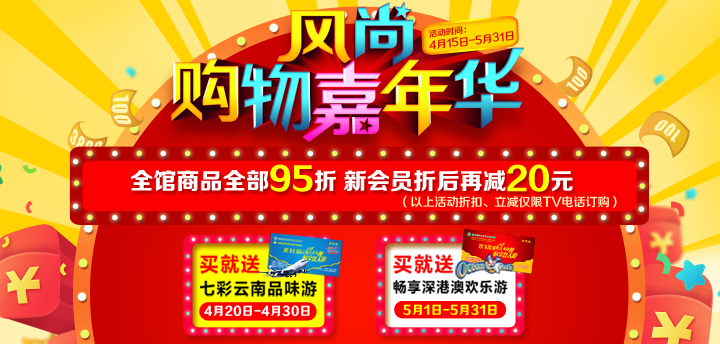 风尚
活动时间：
4月15日-5月31日
购物嘉年华
100
100
100
全馆商品全部95折 新会员折后再减20元
（以上活动折扣、立减仅限TV电话订购）
买就送
七彩云南品味游
4月20日-4月30日
买就送
Ocean Park
畅享深港澳欢乐游
5月1日-5月31日
¥
¥